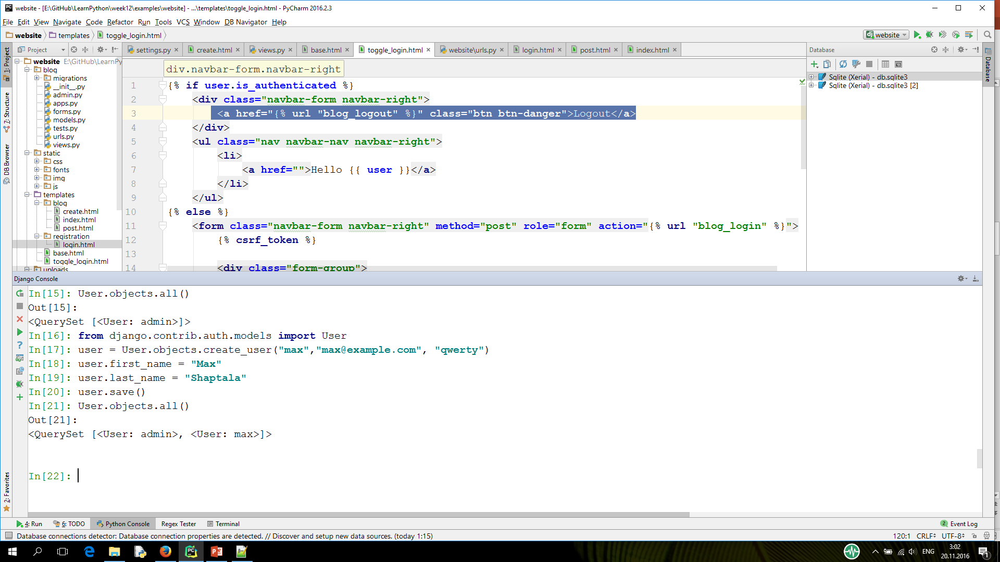 website - [E:\GitHub\LearnPython\week12\examples\website] - ...\templates\toggle_login.html - PyCharm 2016.2.3
File Edit View Navigate Code Refactor Run Tools VCS Window DB Navigator Help
website templates toggle_login.html
website
Project
settings.py create.html views.py base.html toggle_login.html website\urls.py login.html post.html index.html
Database
1: Project
7: Structure
DB Browser
2: Favorites
Database
website E:\GitHub\LearnPy
blog
migrations
__init__.py
admin.py
apps.py
forms.py
models.py
tests.py
urls.py
views.py
static
css
fonts
img
js
templates
blog
create.html
index.html
post.html
registration
login.html
base.html
toggle_login.html
uploads
div.navbar-form.navbar-right
1 {% if user.is_authenticated %}
2 <div class="navbar-form navbar-right">
3 <a href="{% url "blog_logout" %}" class="btn btn-danger">Logout</a>
4 </div>
5 <ul class="nav navbar-nav navbar-right">
6 <li>
7 <a href="">Hello {{ user }}</a>
8 </li>
9 </ul>
10 {% else %}
11 <form class="navbar-form navbar-right" method="post" role="form" action="{% url "blog_login" %}">
12 {% csrf_token %}
13
14 <div class="form-group">
Sqlite (Xerial) - db.sqlite3
Sqlite (Xerial) - db.sqlite3 [2]
Django Console
In[15]: User.objects.all()
Out[15]:
<QuerySet [<User: admin>]>
In[16]: from django.contrib.auth.models import User
In[17]: user = User.objects.create_user("max","max@example.com", "qwerty")
In[18]: user.first_name = "Max"
In[19]: user.last_name = "Shaptala"
In[20]: user.save()
In[21]: User.objects.all()
Out[21]:
<QuerySet [<User: admin>, <User: max>]>
In[22]:
4: Run 6: TODO Python Console Regex Tester Terminal
2 Event Log
Database connections detector: Database connection properties are detected. // Discover and setup new data sources. (today 1:15)
120:1 CRLF UTF-8
ENG
3:02
20.11.2016
1